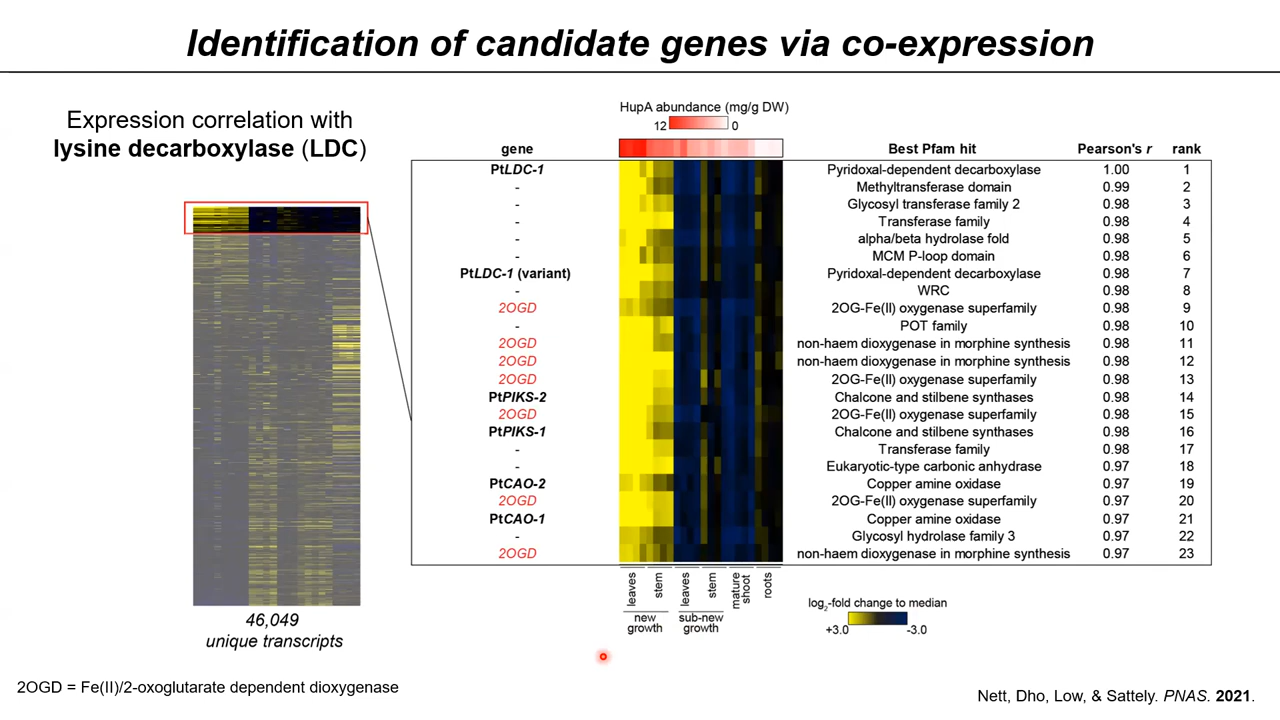 Identification of candidate genes via co-expression
Expression correlation with
lysine decarboxylase (LDC)
46,049
unique transcripts
HupA abundance (mg/g DW)
12 0
gene Best Pfam hit Pearson's r rank
PtLDC-1 Pyridoxal-dependent decarboxylase 1.00 1
- Methyltransferase domain 0.99 2
- Glycosyl transferase family 2 0.98 3
- Transferase family 0.98 4
- alpha/beta hydrolase fold 0.98 5
- MCM P-loop domain 0.98 6
PtLDC-1 (variant) Pyridoxal-dependent decarboxylase 0.98 7
- WRC 0.98 8
2OGD 2OG-Fe(II) oxygenase superfamily 0.98 9
- POT family 0.98 10
2OGD non-haem dioxygenase in morphine synthesis 0.98 11
2OGD non-haem dioxygenase in morphine synthesis 0.98 12
2OGD 2OG-Fe(II) oxygenase superfamily 0.98 13
PtPIKS-2 Chalcone and stilbene synthases 0.98 14
2OGD 2OG-Fe(II) oxygenase superfamily 0.98 15
PtPIKS-1 Chalcone and stilbene synthases 0.98 16
- Transferase family 0.98 17
- Eukaryotic-type carbonic anhydrase 0.97 18
PtCAO-2 Copper amine oxidase 0.97 19
2OGD 2OG-Fe(II) oxygenase superfamily 0.97 20
PtCAO-1 Copper amine oxidase 0.97 21
- Glycosyl hydrolase family 3 0.97 22
2OGD non-haem dioxygenase in morphine synthesis 0.97 23
leaves stem leaves stem mature shoot roots
new growth sub-new growth
log2-fold change to median
+3.0 -3.0
2OGD = Fe(II)/2-oxoglutarate dependent dioxygenase
Nett, Dho, Low, & Sattely. PNAS. 2021.